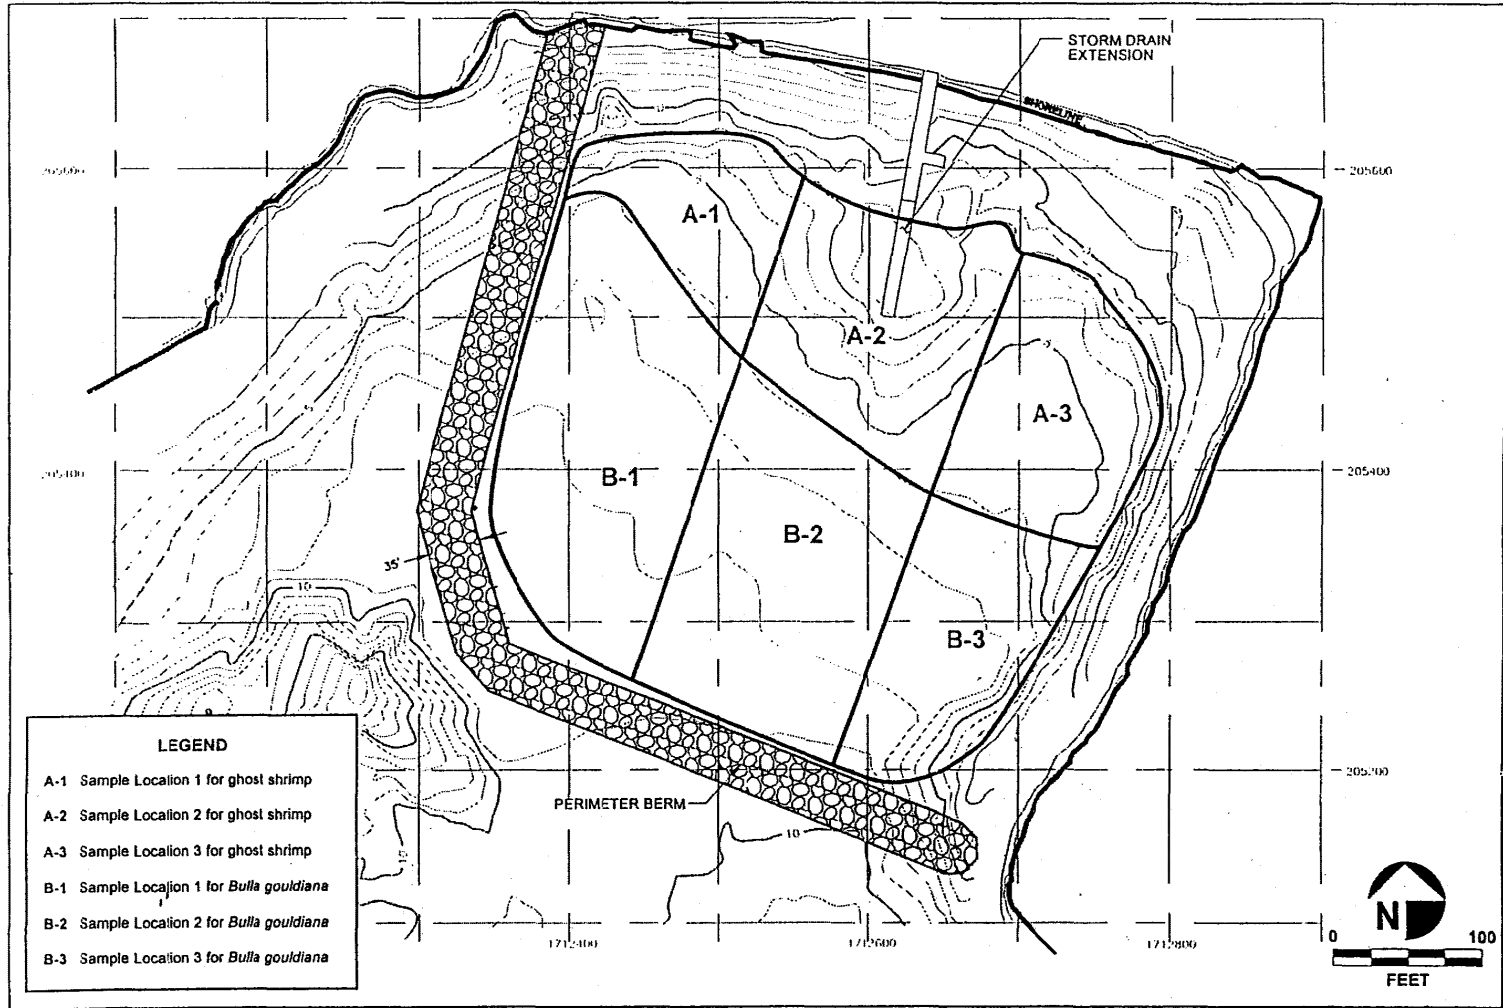 STORM DRAIN
EXTENSION
SHORELINE
205600
205600
A-1
A-2
A-3
205400
205400
B-1
B-2
35'
10
B-3
LEGEND
A-1 Sample Location 1 for ghost shrimp
A-2 Sample Location 2 for ghost shrimp
A-3 Sample Location 3 for ghost shrimp
B-1 Sample Location 1 for Bulla gouldiana
B-2 Sample Location 2 for Bulla gouldiana
B-3 Sample Location 3 for Bulla gouldiana
205200
PERIMETER BERM
10
10
N
1712400
1712600
1712800
0
100
FEET